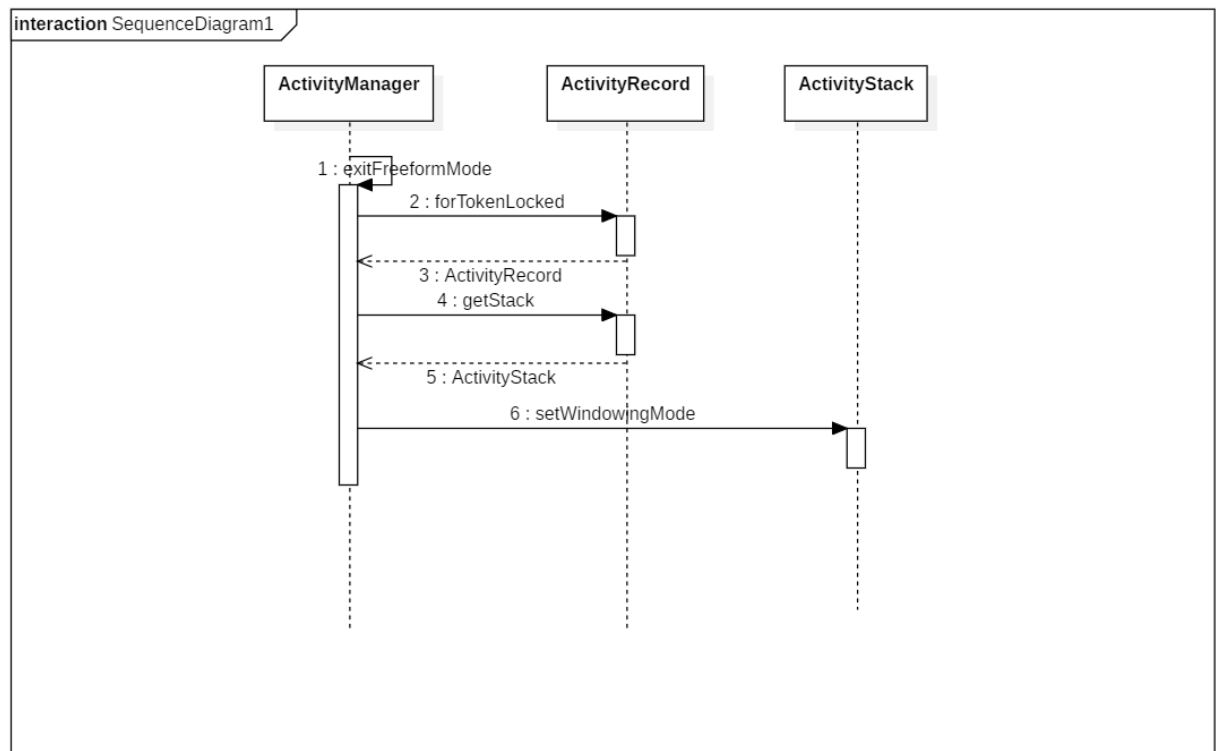 interaction SequenceDiagram1
ActivityManager
ActivityRecord
ActivityStack
1 : exitFreeformMode
2 : forTokenLocked
3 : ActivityRecord
4 : getStack
5 : ActivityStack
6 : setWindowingMode